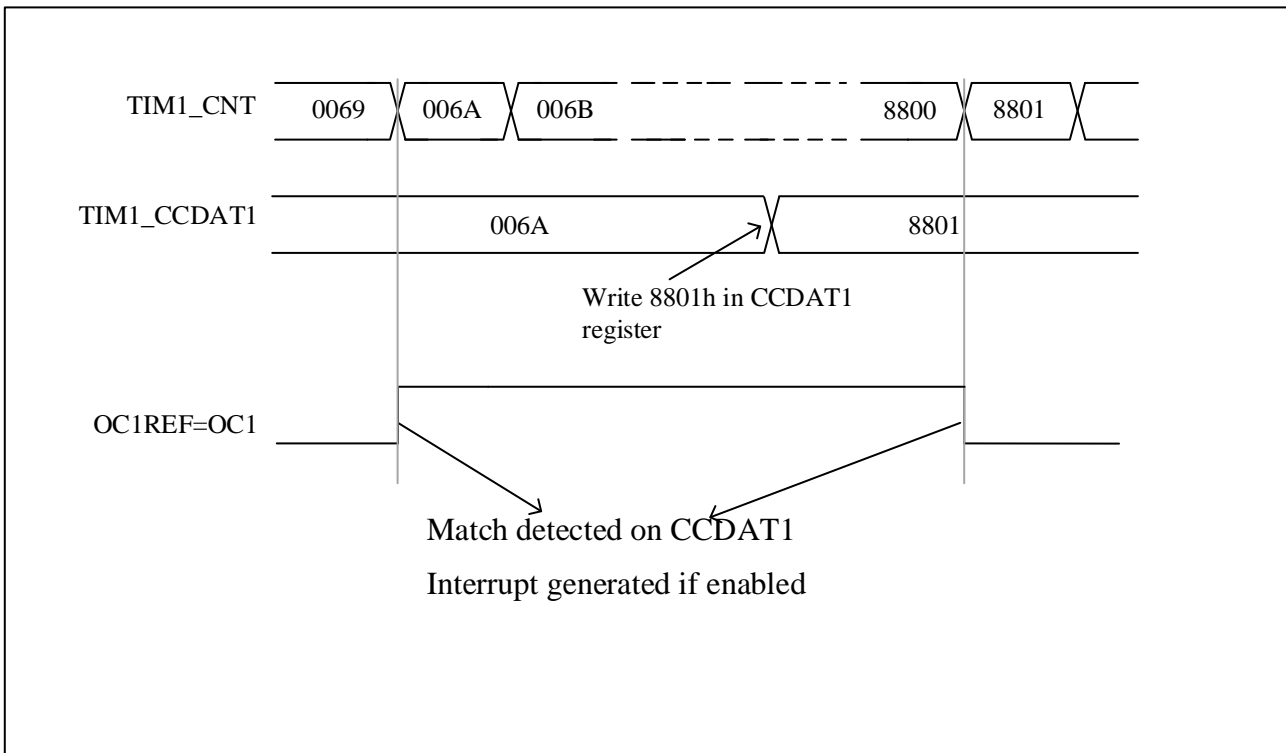 TIM1_CNT 0069 006A 006B 8800 8801
TIM1_CCDAT1 006A 8801
Write 8801h in CCDAT1
register
OC1REF=OC1
Match detected on CCDAT1
Interrupt generated if enabled